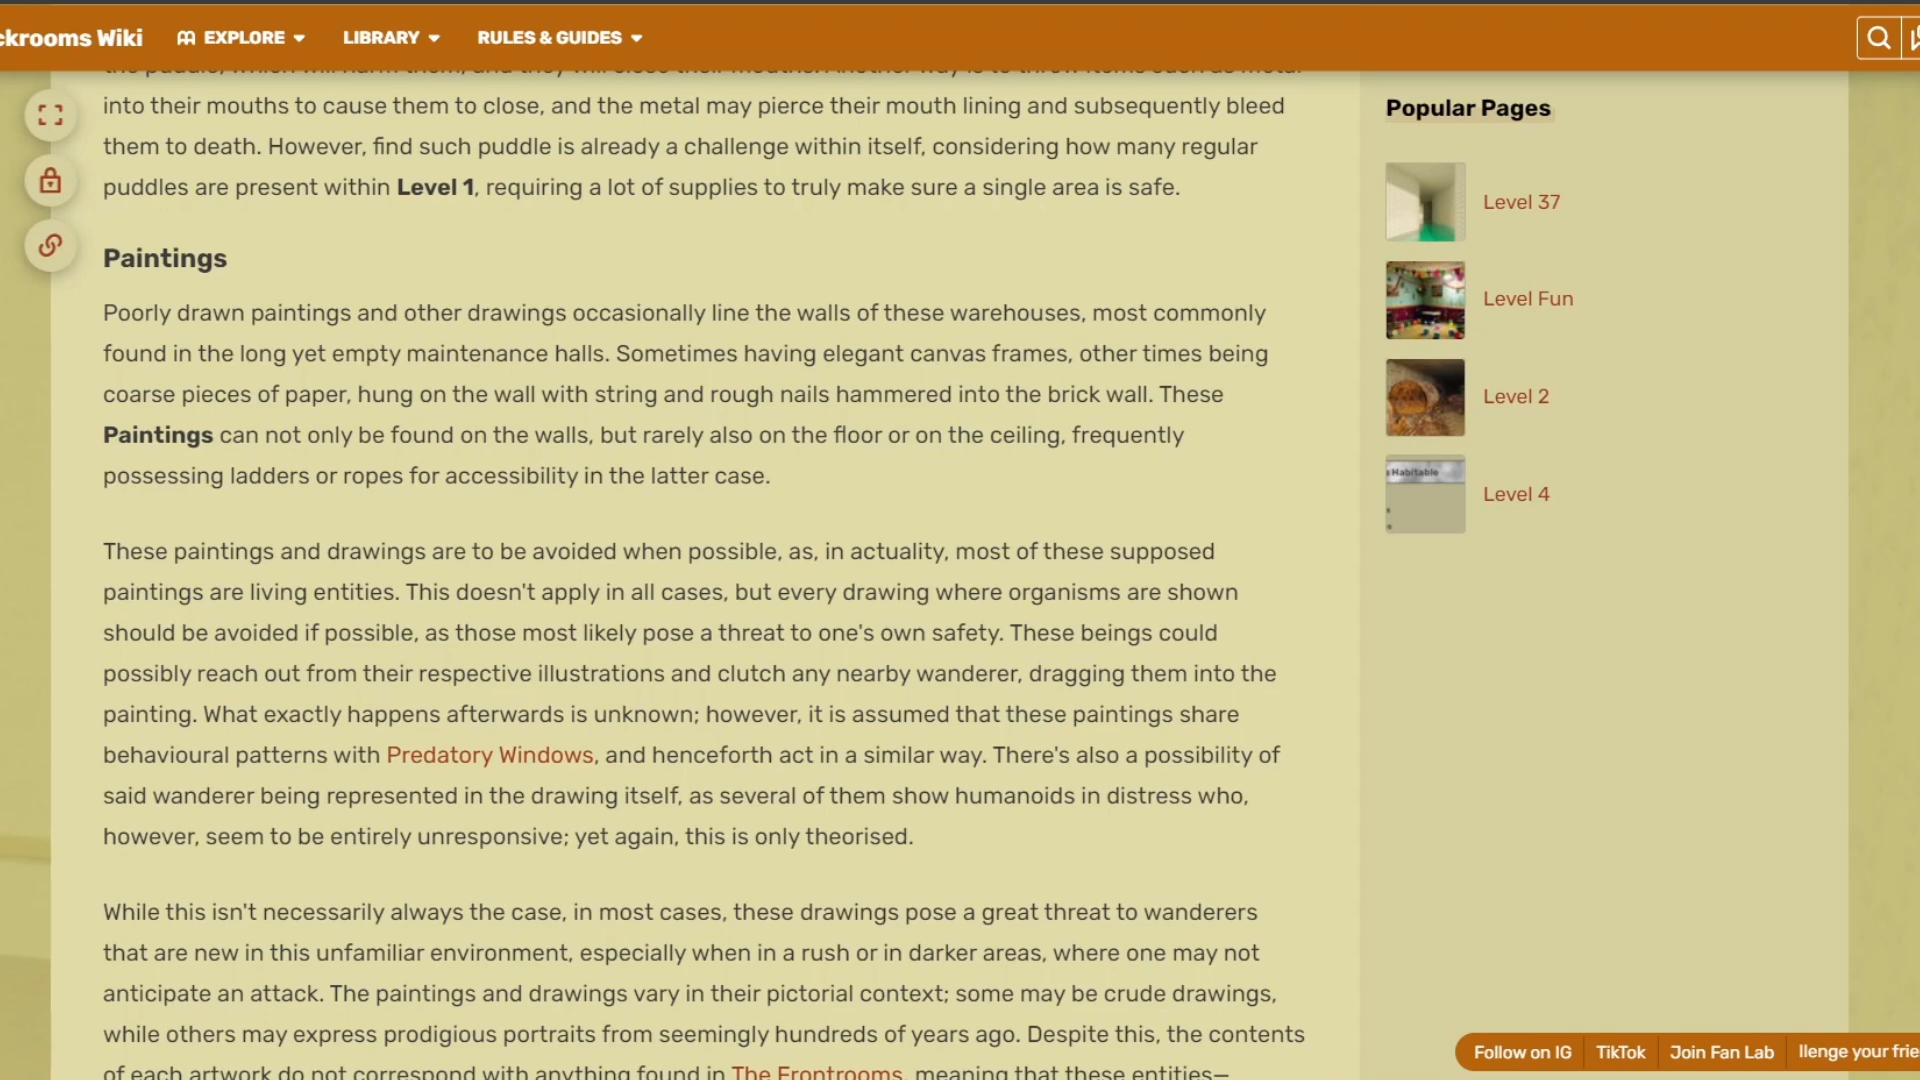 ckrooms Wiki
EXPLORE
LIBRARY
RULES & GUIDES
into their mouths to cause them to close, and the metal may pierce their mouth lining and subsequently bleed
them to death. However, find such puddle is already a challenge within itself, considering how many regular
puddles are present within Level 1, requiring a lot of supplies to truly make sure a single area is safe.
Paintings
Poorly drawn paintings and other drawings occasionally line the walls of these warehouses, most commonly
found in the long yet empty maintenance halls. Sometimes having elegant canvas frames, other times being
coarse pieces of paper, hung on the wall with string and rough nails hammered into the brick wall. These
Paintings can not only be found on the walls, but rarely also on the floor or on the ceiling, frequently
possessing ladders or ropes for accessibility in the latter case.
These paintings and drawings are to be avoided when possible, as, in actuality, most of these supposed
paintings are living entities. This doesn't apply in all cases, but every drawing where organisms are shown
should be avoided if possible, as those most likely pose a threat to one's own safety. These beings could
possibly reach out from their respective illustrations and clutch any nearby wanderer, dragging them into the
painting. What exactly happens afterwards is unknown; however, it is assumed that these paintings share
behavioural patterns with Predatory Windows, and henceforth act in a similar way. There's also a possibility of
said wanderer being represented in the drawing itself, as several of them show humanoids in distress who,
however, seem to be entirely unresponsive; yet again, this is only theorised.
While this isn't necessarily always the case, in most cases, these drawings pose a great threat to wanderers
that are new in this unfamiliar environment, especially when in a rush or in darker areas, where one may not
anticipate an attack. The paintings and drawings vary in their pictorial context; some may be crude drawings,
while others may express prodigious portraits from seemingly hundreds of years ago. Despite this, the contents
of each artwork do not correspond with anything found in The Frontrooms, meaning that these entities—
Popular Pages
Level 37
Level Fun
Level 2
Habitable
Level 4
Follow on IG
TikTok
Join Fan Lab
llenge your frie